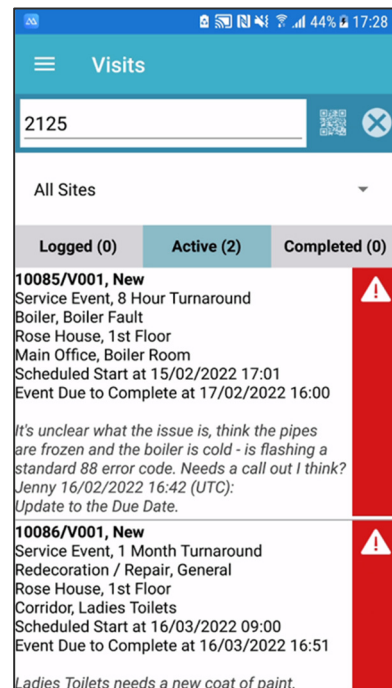 44% 17:28
Visits
2125
All Sites
Logged (0) Active (2) Completed (0)
10085/V001, New
Service Event, 8 Hour Turnaround
Boiler, Boiler Fault
Rose House, 1st Floor
Main Office, Boiler Room
Scheduled Start at 15/02/2022 17:01
Event Due to Complete at 17/02/2022 16:00
It's unclear what the issue is, think the pipes
are frozen and the boiler is cold - is flashing a
standard 88 error code. Needs a call out I think?
Jenny 16/02/2022 16:42 (UTC):
Update to the Due Date.
10086/V001, New
Service Event, 1 Month Turnaround
Redecoration / Repair, General
Rose House, 1st Floor
Corridor, Ladies Toilets
Scheduled Start at 16/03/2022 09:00
Event Due to Complete at 16/03/2022 16:51
Ladies Toilets needs a new coat of paint.